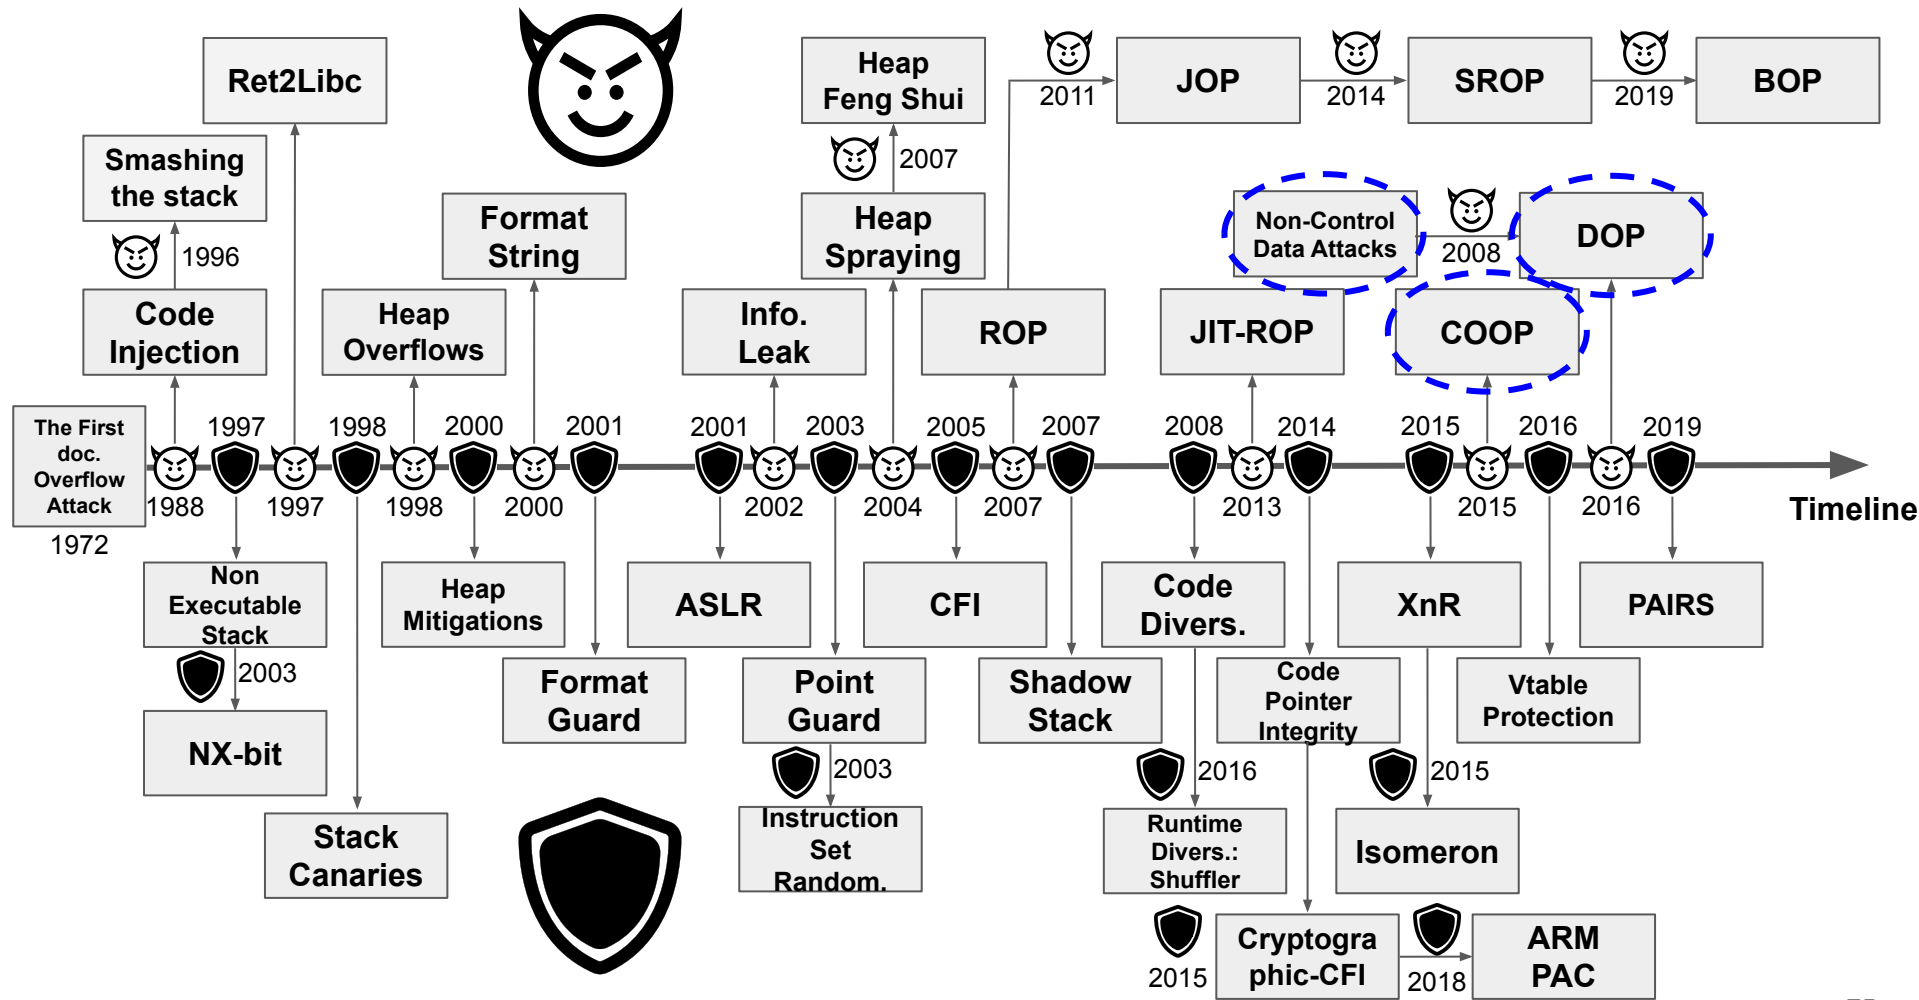 Ret2Libc
Smashing
the stack
1996
Code
Injection
Heap
Overflows
Format
String
Heap
Feng Shui
2007
Heap
Spraying
Info.
Leak
ROP
2011
JOP
2014
SROP
2019
BOP
Non-Control
Data Attacks
2008
DOP
JIT-ROP
COOP
The First
doc.
Overflow
Attack
1972
1997
1998
2000
2001
2001
2003
2005
2007
2008
2014
2015
2016
2019
1988
1997
1998
2000
2002
2004
2007
2013
2015
2016
Timeline
Non
Executable
Stack
2003
NX-bit
Stack
Canaries
Heap
Mitigations
Format
Guard
ASLR
Point
Guard
2003
Instruction
Set
Random.
CFI
Shadow
Stack
Code
Divers.
2016
Runtime
Divers.:
Shuffler
Code
Pointer
Integrity
2015
Cryptogra
phic-CFI
2018
ARM
PAC
XnR
2015
Isomeron
Vtable
Protection
PAIRS